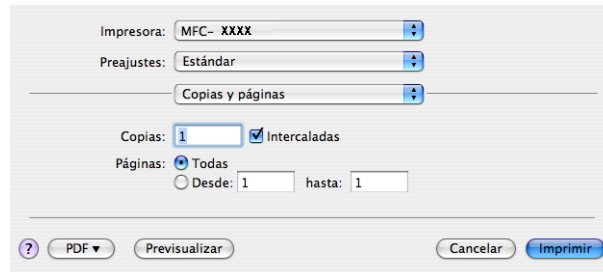 Impresora: MFC- XXXX
Preajustes: Estándar
Copias y páginas
Copias: 1 Intercaladas
Páginas: Todas
Desde: 1 hasta: 1
? PDF ▼ Previsualizar Cancelar Imprimir